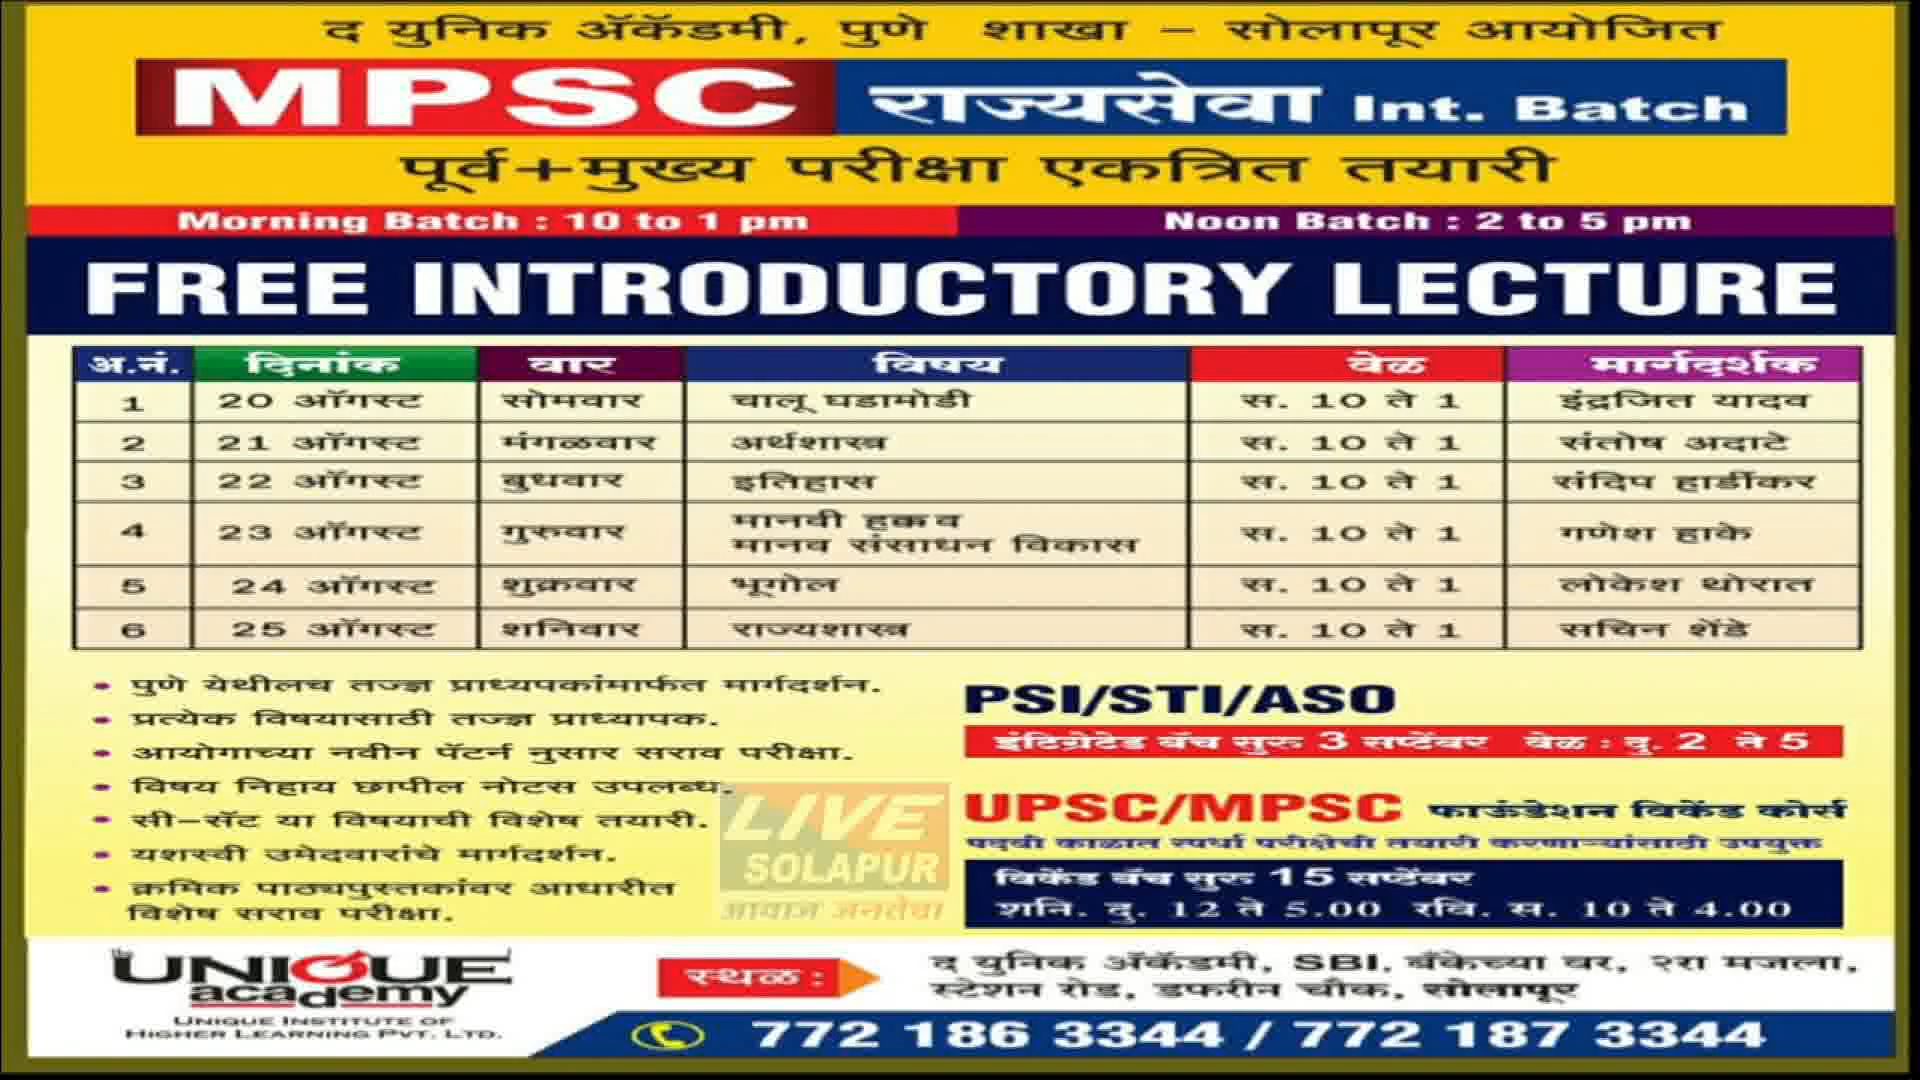 द युनिक ॲकॅडमी, पुणे शाखा - सोलापूर आयोजित
MPSC राज्यसेवा Int. Batch
पूर्व+मुख्य परीक्षा एकत्रित तयारी
Morning Batch : 10 to 1 pm Noon Batch : 2 to 5 pm
FREE INTRODUCTORY LECTURE
अ.नं. दिनांक वार विषय वेळ मार्गदर्शक
1 20 ऑगस्ट सोमवार चालू घडामोडी स. 10 ते 1 इंद्रजित यादव
2 21 ऑगस्ट मंगळवार अर्थशास्त्र स. 10 ते 1 संतोष अदाटे
3 22 ऑगस्ट बुधवार इतिहास स. 10 ते 1 संदिप हार्डीकर
4 23 ऑगस्ट गुरुवार मानवी हक्क व मानव संसाधन विकास स. 10 ते 1 गणेश हाके
5 24 ऑगस्ट शुक्रवार भूगोल स. 10 ते 1 लोकेश थोरात
6 25 ऑगस्ट शनिवार राज्यशास्त्र स. 10 ते 1 सचिन शेंडे
• पुणे येथीलच तज्ज्ञ प्राध्यपकांमार्फत मार्गदर्शन.
• प्रत्येक विषयासाठी तज्ज्ञ प्राध्यापक.
• आयोगाच्या नवीन पॅटर्न नुसार सराव परीक्षा.
• विषय निहाय छापील नोटस उपलब्ध.
• सी-सॅट या विषयाची विशेष तयारी.
• यशस्वी उमेदवारांचे मार्गदर्शन.
• क्रमिक पाठ्यपुस्तकांवर आधारीत
विशेष सराव परीक्षा.
PSI/STI/ASO
इंटिग्रेटेड बॅच सुरु 3 सप्टेंबर वेळ : दु. 2 ते 5
UPSC/MPSC फाऊंडेशन विकेंड कोर्स
पदवी काळात स्पर्धा परीक्षेची तयारी करणाऱ्यांसाठी उपयुक्त
विकेंड बॅच सुरु 15 सप्टेंबर
शनि. दु. 12 ते 5.00 रवि. स. 10 ते 4.00
LIVE
SOLAPUR
आवाज जनतेचा
UNIQUE
academy
UNIQUE INSTITUTE OF
HIGHER LEARNING PVT. LTD.
स्थळ :
द युनिक ॲकॅडमी, SBI, बँकेच्या वर, २रा मजला,
स्टेशन रोड, डफरीन चौक, सोलापूर
772 186 3344 / 772 187 3344